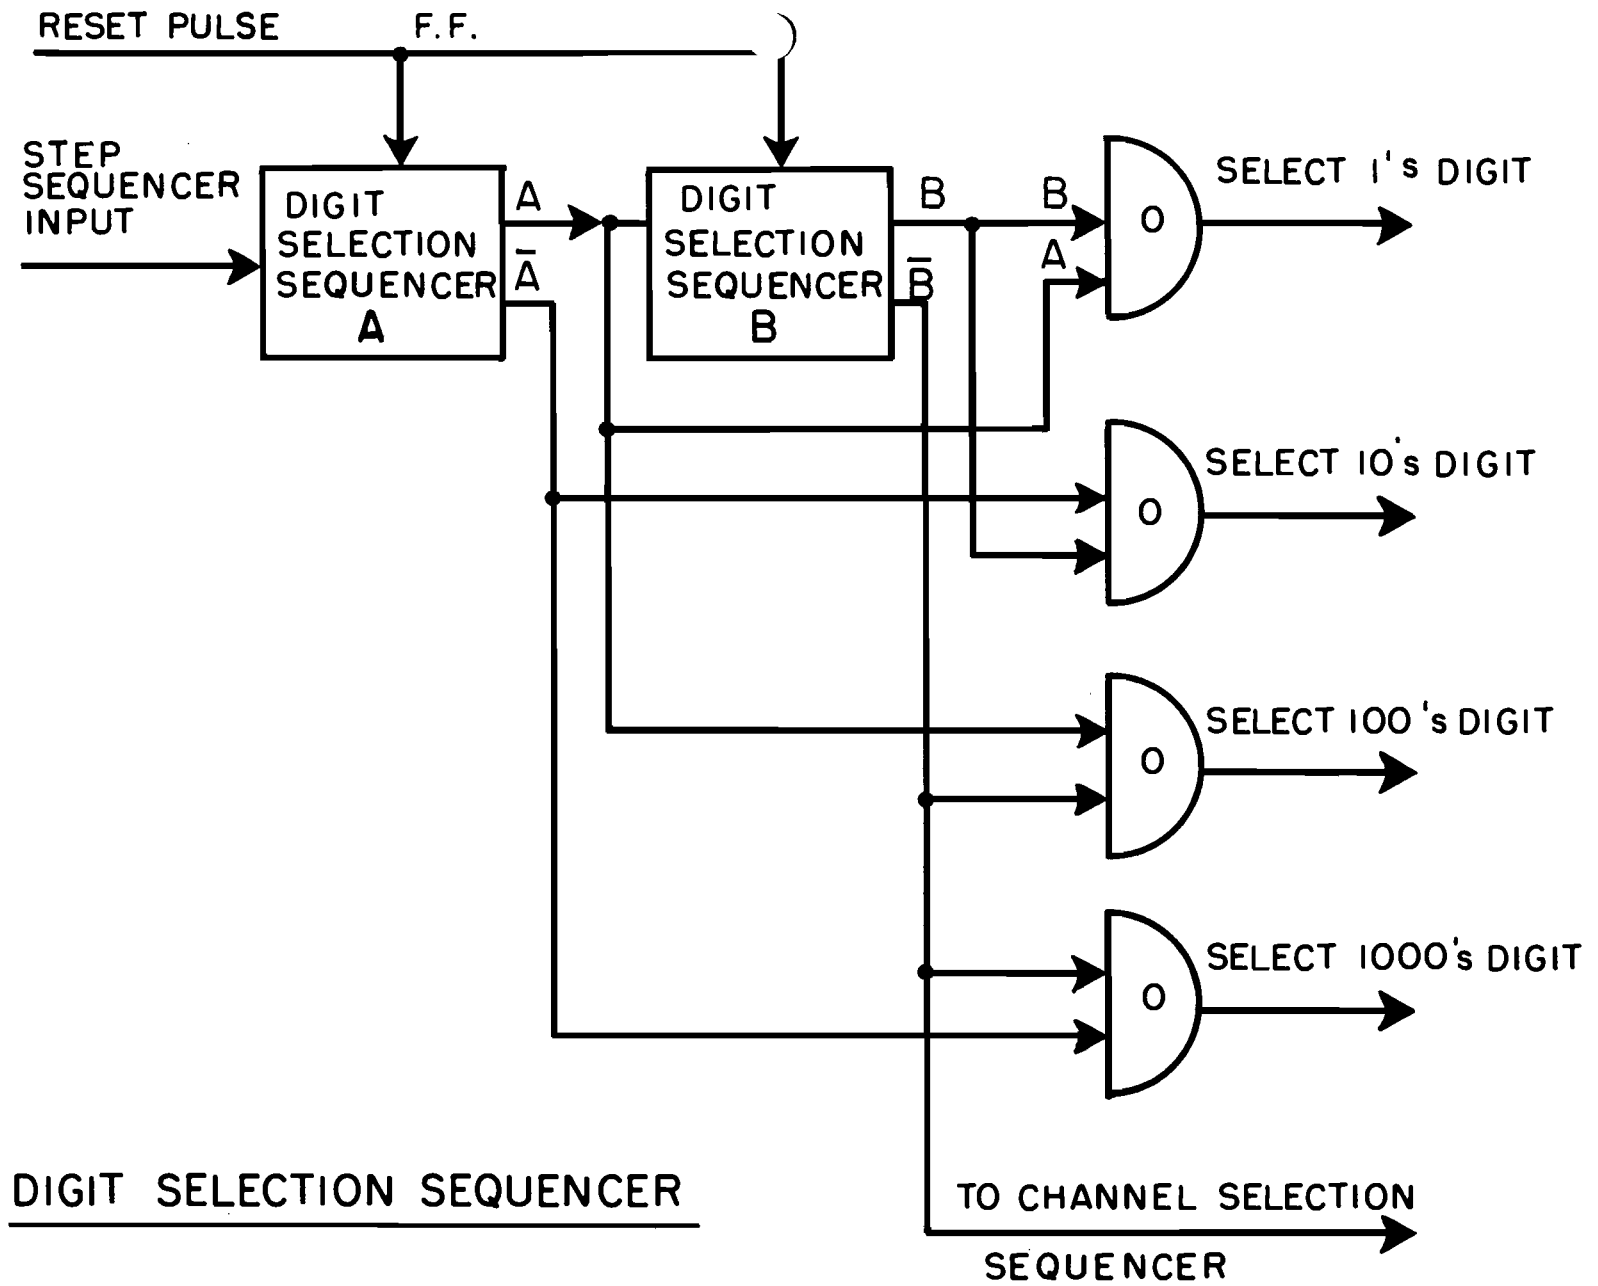 RESET PULSE
F.F.
STEP
SEQUENCER
INPUT
DIGIT
SELECTION
SEQUENCER
A
A
A̅
DIGIT
SELECTION
SEQUENCER
B
B
B̅
B
A
O
SELECT 1's DIGIT
O
SELECT 10's DIGIT
O
SELECT 100's DIGIT
O
SELECT 1000's DIGIT
DIGIT SELECTION SEQUENCER
TO CHANNEL SELECTION
SEQUENCER